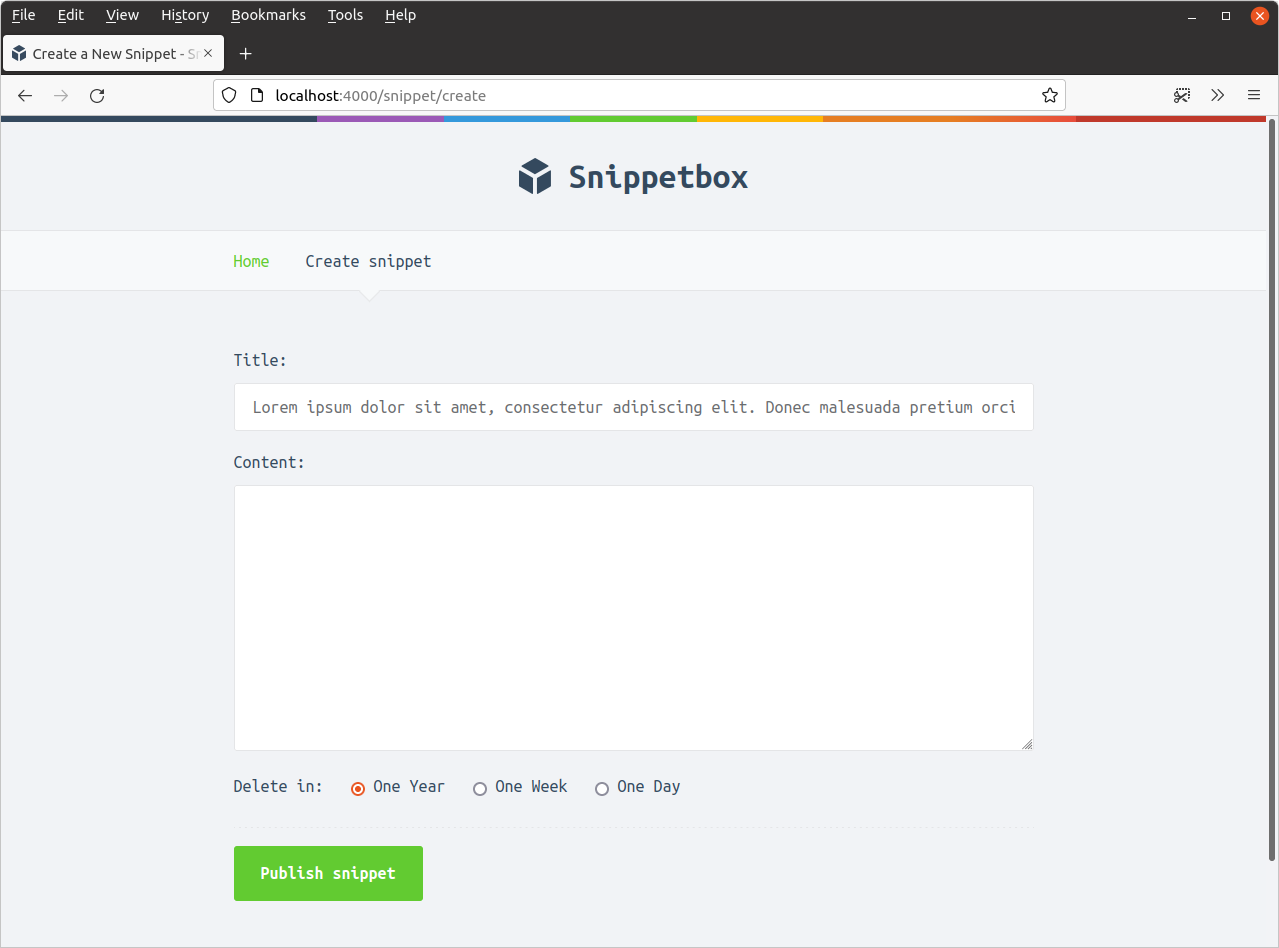 File Edit View History Bookmarks Tools Help
Create a New Snippet - Sn
localhost:4000/snippet/create
Snippetbox
Home Create snippet
Title:
Lorem ipsum dolor sit amet, consectetur adipiscing elit. Donec malesuada pretium orci
Content:
Delete in: One Year One Week One Day
Publish snippet